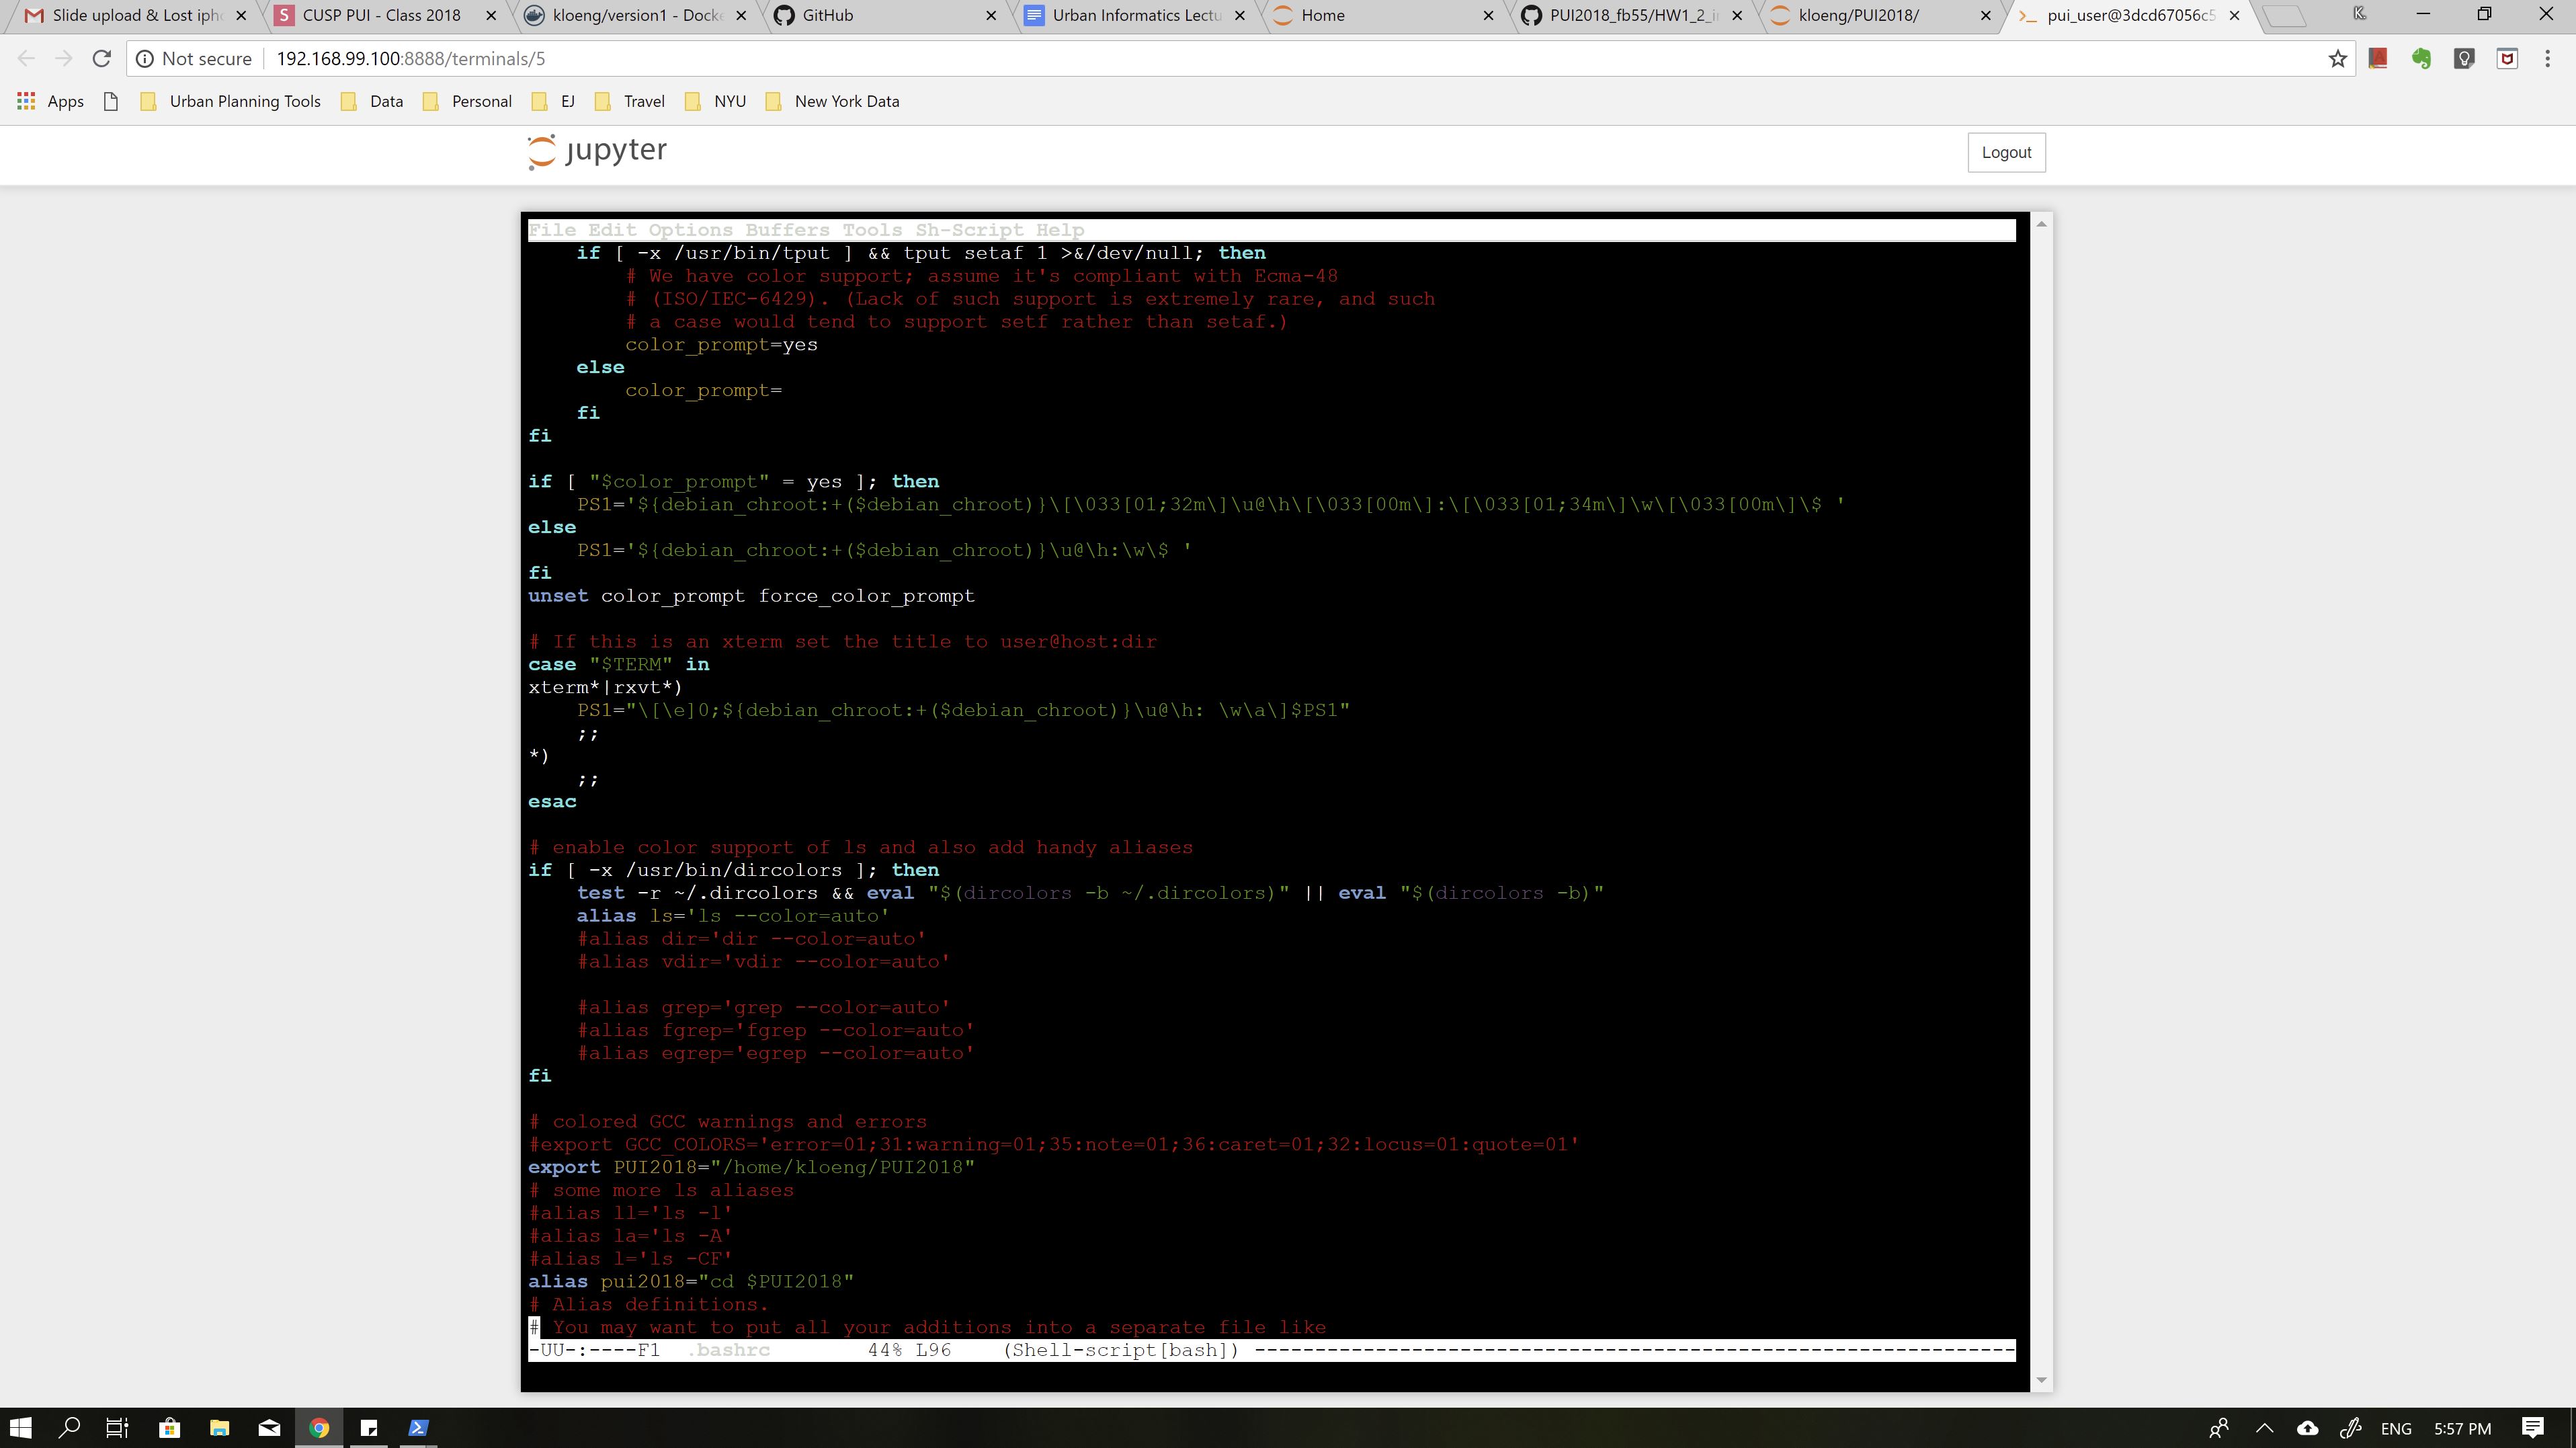 Slide upload & Lost iph
CUSP PUI - Class 2018
kloeng/version1 - Docke
GitHub
Urban Informatics Lectu
Home
PUI2018_fb55/HW1_2_i
kloeng/PUI2018/
pui_user@3dcd67056c5
Not secure
192.168.99.100:8888/terminals/5
Apps
Urban Planning Tools
Data
Personal
EJ
Travel
NYU
New York Data
jupyter
Logout
File Edit Options Buffers Tools Sh-Script Help
    if [ -x /usr/bin/tput ] && tput setaf 1 >&/dev/null; then
        # We have color support; assume it's compliant with Ecma-48
        # (ISO/IEC-6429). (Lack of such support is extremely rare, and such
        # a case would tend to support setf rather than setaf.)
        color_prompt=yes
    else
        color_prompt=
    fi
fi
if [ "$color_prompt" = yes ]; then
    PS1='${debian_chroot:+($debian_chroot)}\[\033[01;32m\]\u@\h\[\033[00m\]:\[\033[01;34m\]\w\[\033[00m\]\$ '
else
    PS1='${debian_chroot:+($debian_chroot)}\u@\h:\w\$ '
fi
unset color_prompt force_color_prompt
# If this is an xterm set the title to user@host:dir
case "$TERM" in
xterm*|rxvt*)
    PS1="\[\e]0;${debian_chroot:+($debian_chroot)}\u@\h: \w\a\]$PS1"
    ;;
*)
    ;;
esac
# enable color support of ls and also add handy aliases
if [ -x /usr/bin/dircolors ]; then
    test -r ~/.dircolors && eval "$(dircolors -b ~/.dircolors)" || eval "$(dircolors -b)"
    alias ls='ls --color=auto'
    #alias dir='dir --color=auto'
    #alias vdir='vdir --color=auto'
    #alias grep='grep --color=auto'
    #alias fgrep='fgrep --color=auto'
    #alias egrep='egrep --color=auto'
fi
# colored GCC warnings and errors
#export GCC_COLORS='error=01;31:warning=01;35:note=01;36:caret=01;32:locus=01:quote=01'
export PUI2018="/home/kloeng/PUI2018"
# some more ls aliases
#alias ll='ls -l'
#alias la='ls -A'
#alias l='ls -CF'
alias pui2018="cd $PUI2018"
# Alias definitions.
# You may want to put all your additions into a separate file like
-UU-:----F1  .bashrc        44% L96    (Shell-script[bash]) ---------------------------------------------------------------
ENG
5:57 PM